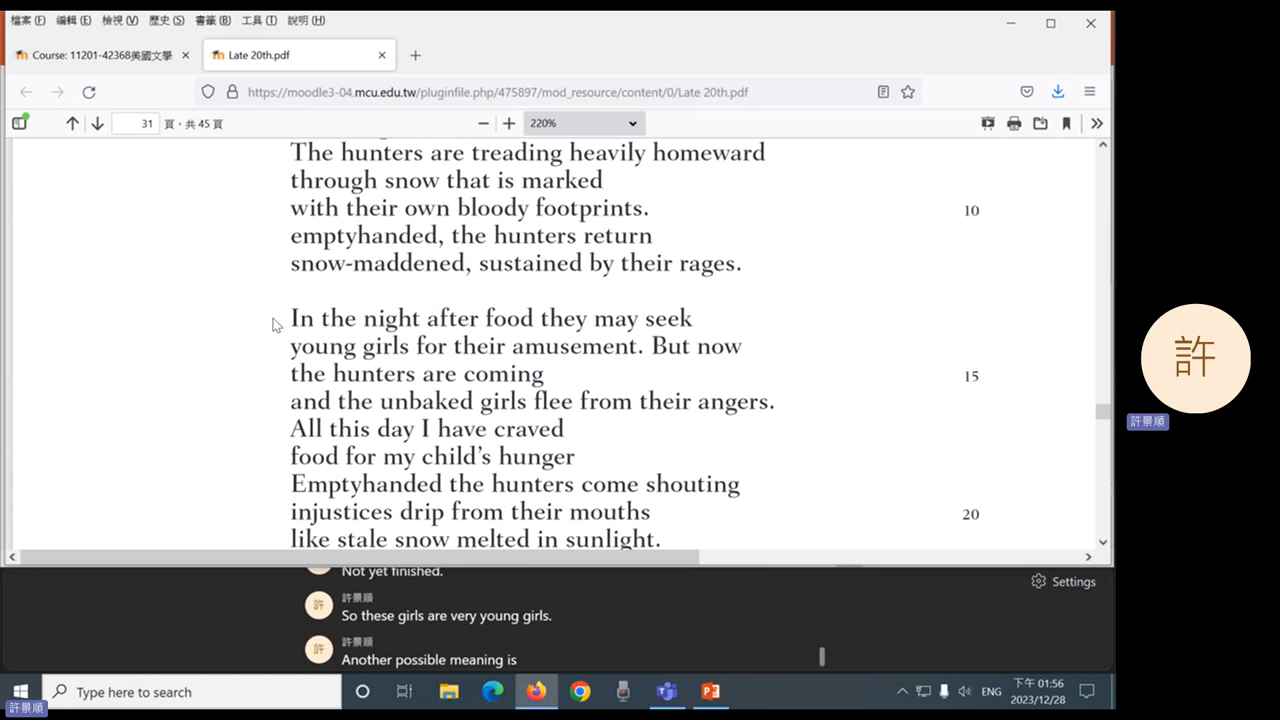 檔案(F) 編輯(E) 檢視(V) 歷史(S) 書籤(B) 工具(T) 說明(H)
Course: 11201-42368美國文學
Late 20th.pdf
https://moodle3-04.mcu.edu.tw/pluginfile.php/475897/mod_resource/content/0/Late 20th.pdf
31 頁，共 45 頁
220%
The hunters are treading heavily homeward
through snow that is marked
with their own bloody footprints. 10
emptyhanded, the hunters return
snow-maddened, sustained by their rages.
In the night after food they may seek
young girls for their amusement. But now
the hunters are coming 15
and the unbaked girls flee from their angers.
All this day I have craved
food for my child’s hunger
Emptyhanded the hunters come shouting
injustices drip from their mouths 20
like stale snow melted in sunlight.
許
許景順
Not yet finished.
Settings
許景順
許
So these girls are very young girls.
許景順
許
Another possible meaning is
Type here to search
ENG
下午 01:56
2023/12/28
許景順